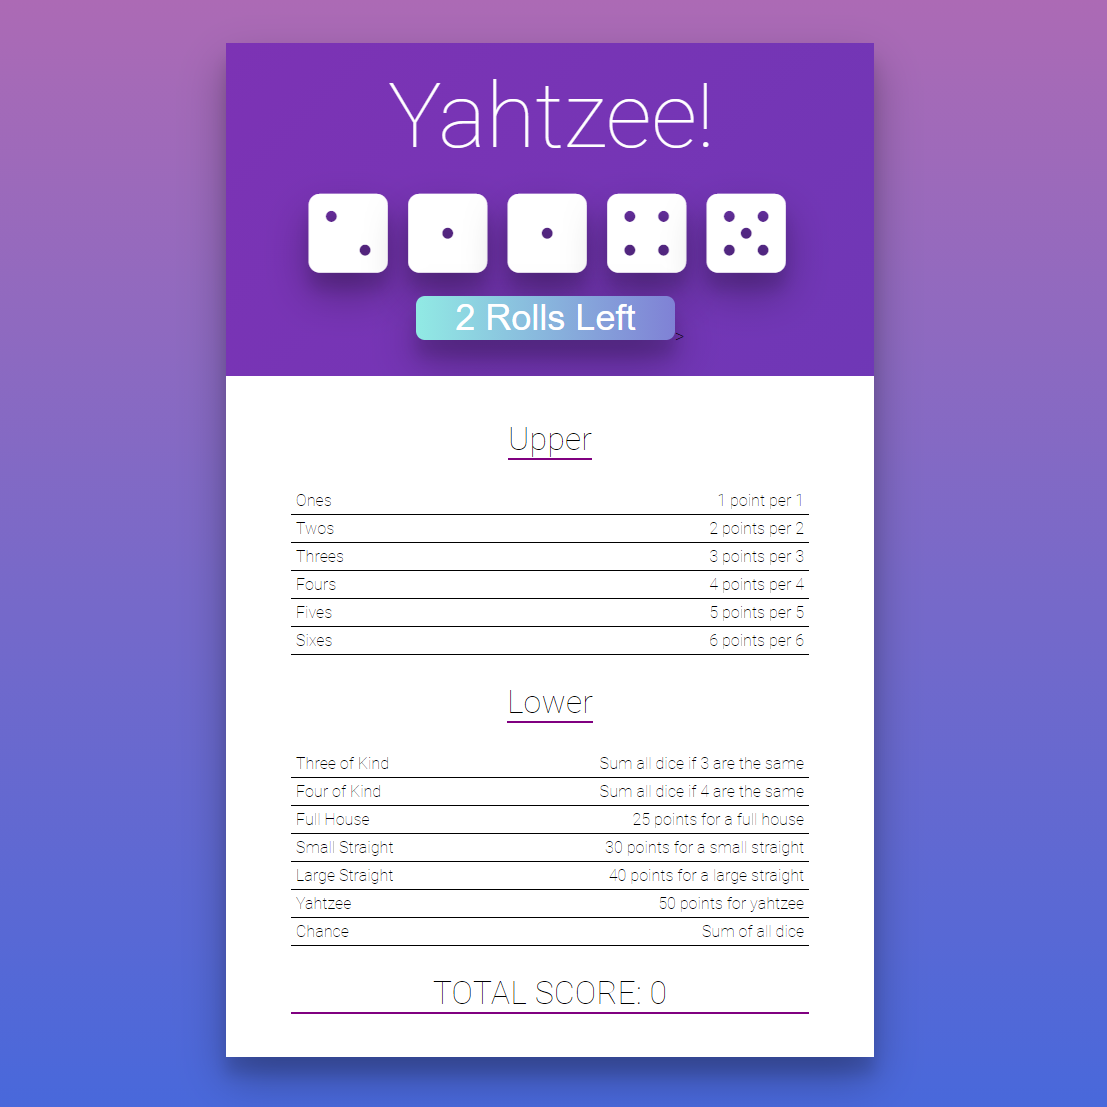 Yahtzee!
2 Rolls Left
>
Upper
Ones 1 point per 1
Twos 2 points per 2
Threes 3 points per 3
Fours 4 points per 4
Fives 5 points per 5
Sixes 6 points per 6
Lower
Three of Kind Sum all dice if 3 are the same
Four of Kind Sum all dice if 4 are the same
Full House 25 points for a full house
Small Straight 30 points for a small straight
Large Straight 40 points for a large straight
Yahtzee 50 points for yahtzee
Chance Sum of all dice
TOTAL SCORE: 0